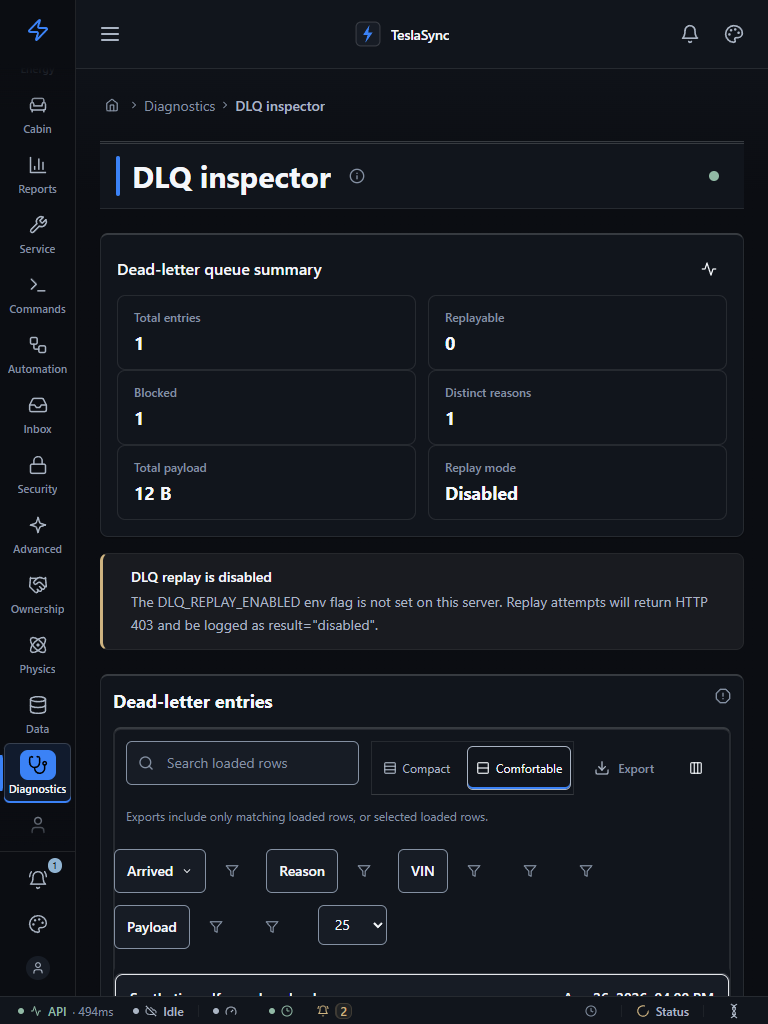 TeslaSync
Energy
Cabin
Reports
Service
Commands
Automation
Inbox
Security
Advanced
Ownership
Physics
Data
Diagnostics
1
Diagnostics
DLQ inspector
DLQ inspector
Dead-letter queue summary
Total entries
1
Replayable
0
Blocked
1
Distinct reasons
1
Total payload
12 B
Replay mode
Disabled
DLQ replay is disabled
The DLQ_REPLAY_ENABLED env flag is not set on this server. Replay attempts will return HTTP
403 and be logged as result="disabled".
Dead-letter entries
Search loaded rows
Compact
Comfortable
Export
Exports include only matching loaded rows, or selected loaded rows.
Arrived
Reason
VIN
Payload
25
API · 494ms
Idle
2
Status